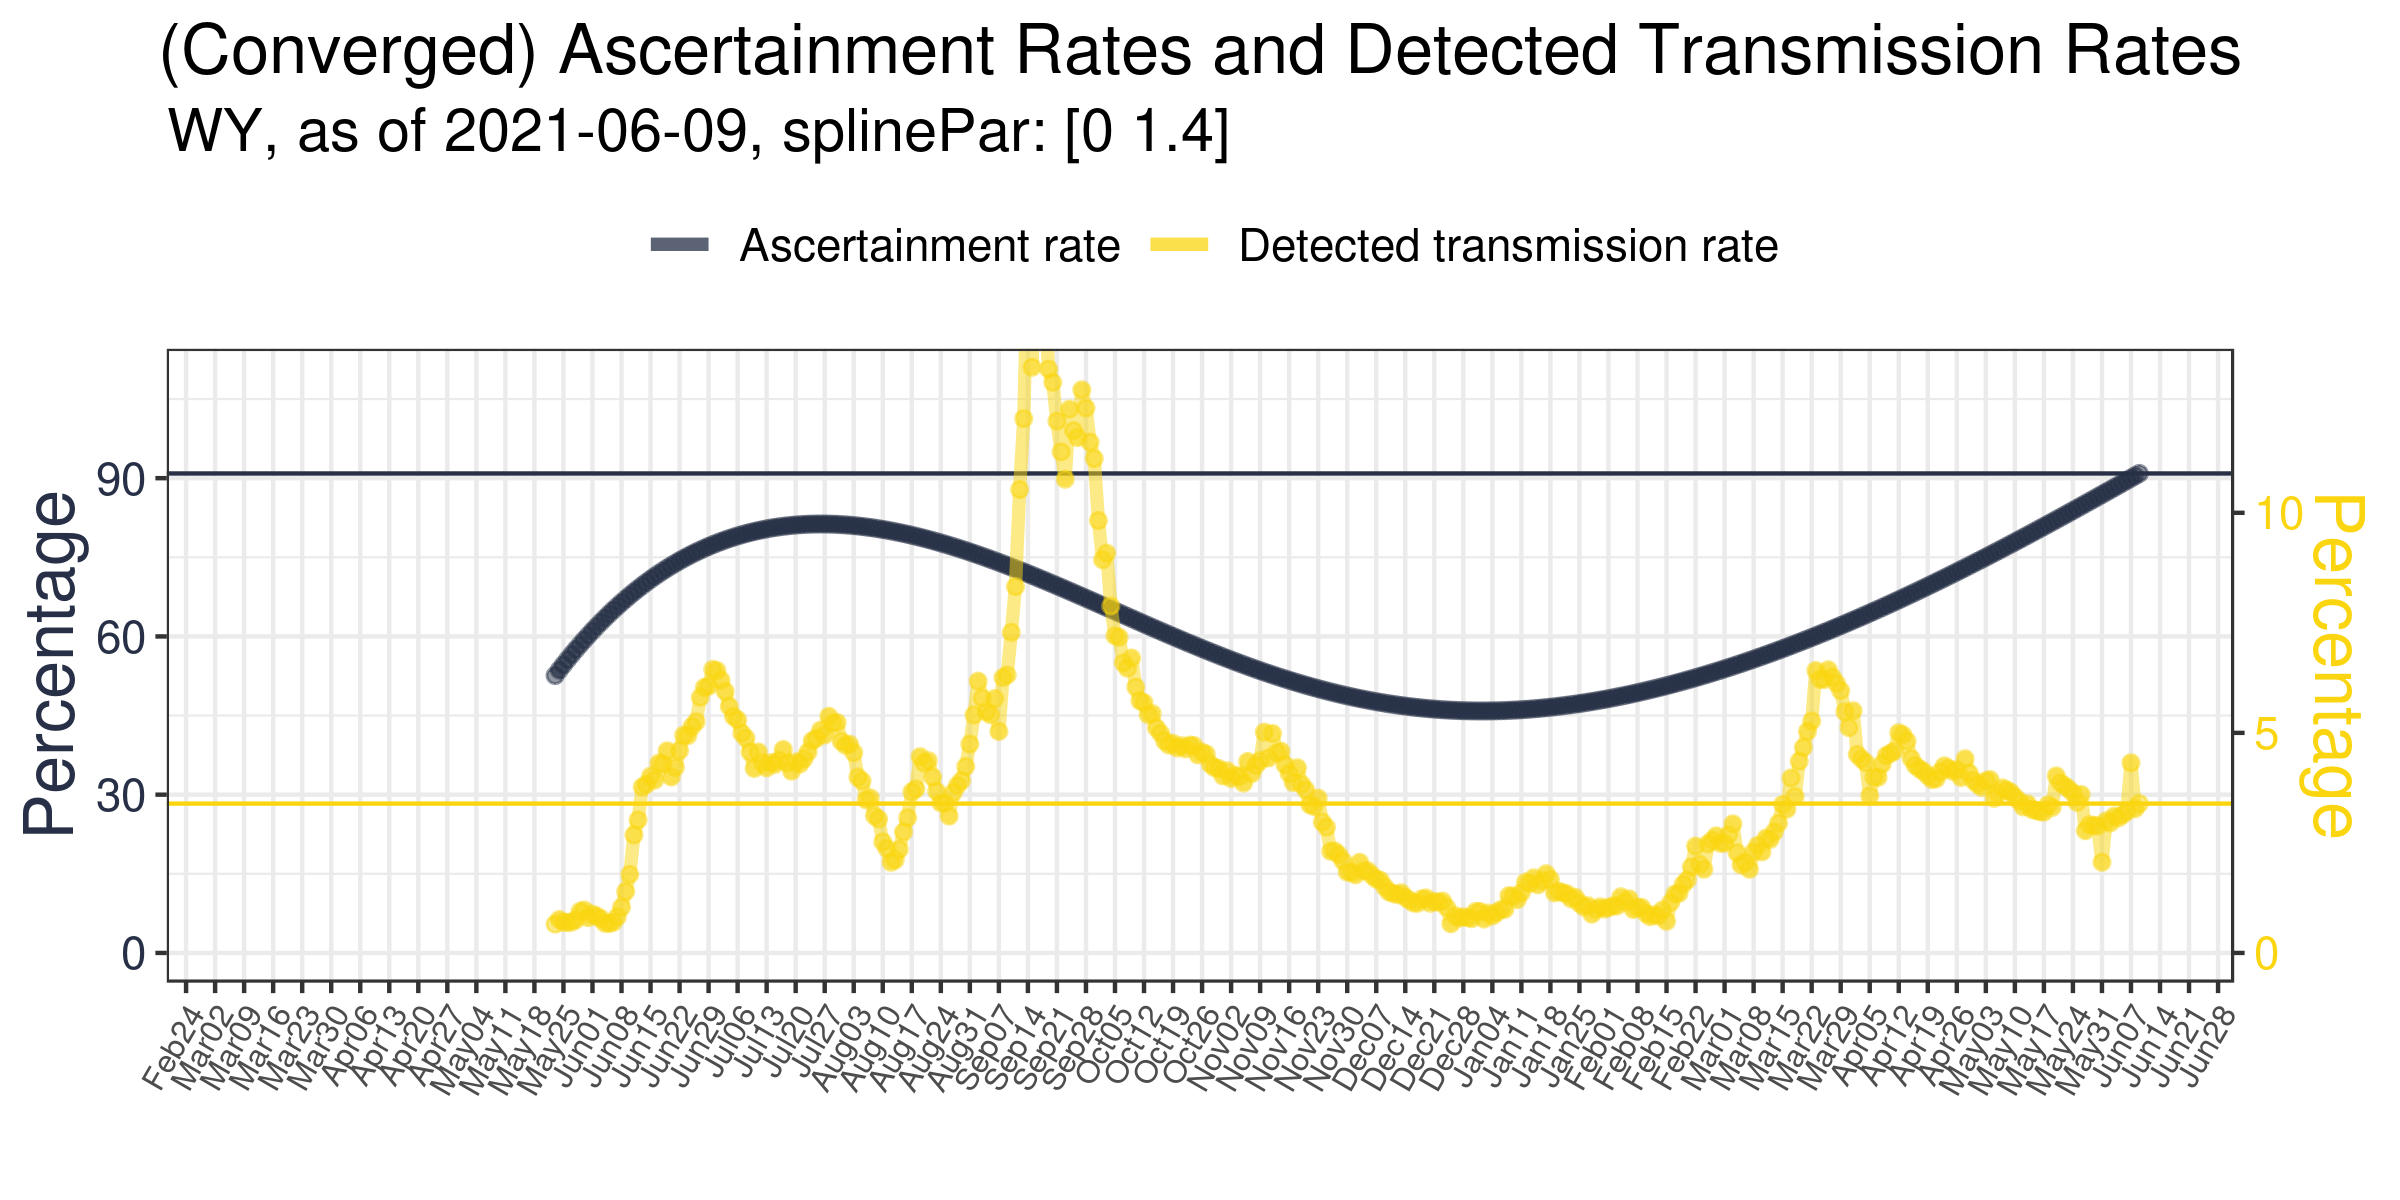 (Converged) Ascertainment Rates and Detected Transmission Rates
WY, as of 2021-06-09, splinePar: [0 1.4]
Ascertainment rate Detected transmission rate
Percentage
90
60
30
0
10
5
0
Percentage
Feb24 Mar02 Mar09 Mar16 Mar23 Mar30 Apr06 Apr13 Apr20 Apr27 May04 May11 May18 May25 Jun01 Jun08 Jun15 Jun22 Jun29 Jul06 Jul13 Jul20 Jul27 Aug03 Aug10 Aug17 Aug24 Aug31 Sep07 Sep14 Sep21 Sep28 Oct05 Oct12 Oct19 Oct26 Nov02 Nov09 Nov16 Nov23 Nov30 Dec07 Dec14 Dec21 Dec28 Jan04 Jan11 Jan18 Jan25 Feb01 Feb08 Feb15 Feb22 Mar01 Mar08 Mar15 Mar22 Mar29 Apr05 Apr12 Apr19 Apr26 May03 May10 May17 May24 May31 Jun07 Jun14 Jun21 Jun28